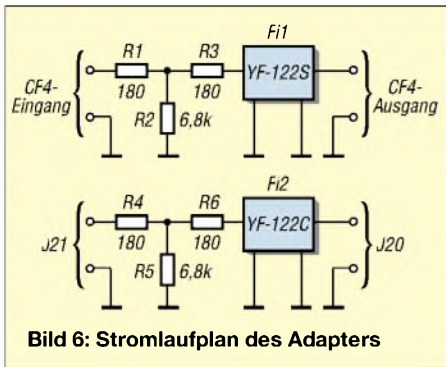 Fi1
R1
R3
CF4-
Eingang
180
180
YF-122S
CF4-
Ausgang
R2
6,8k
Fi2
R4
R6
J21
180
180
YF-122C
J20
R5
6,8k
Bild 6: Stromlaufplan des Adapters